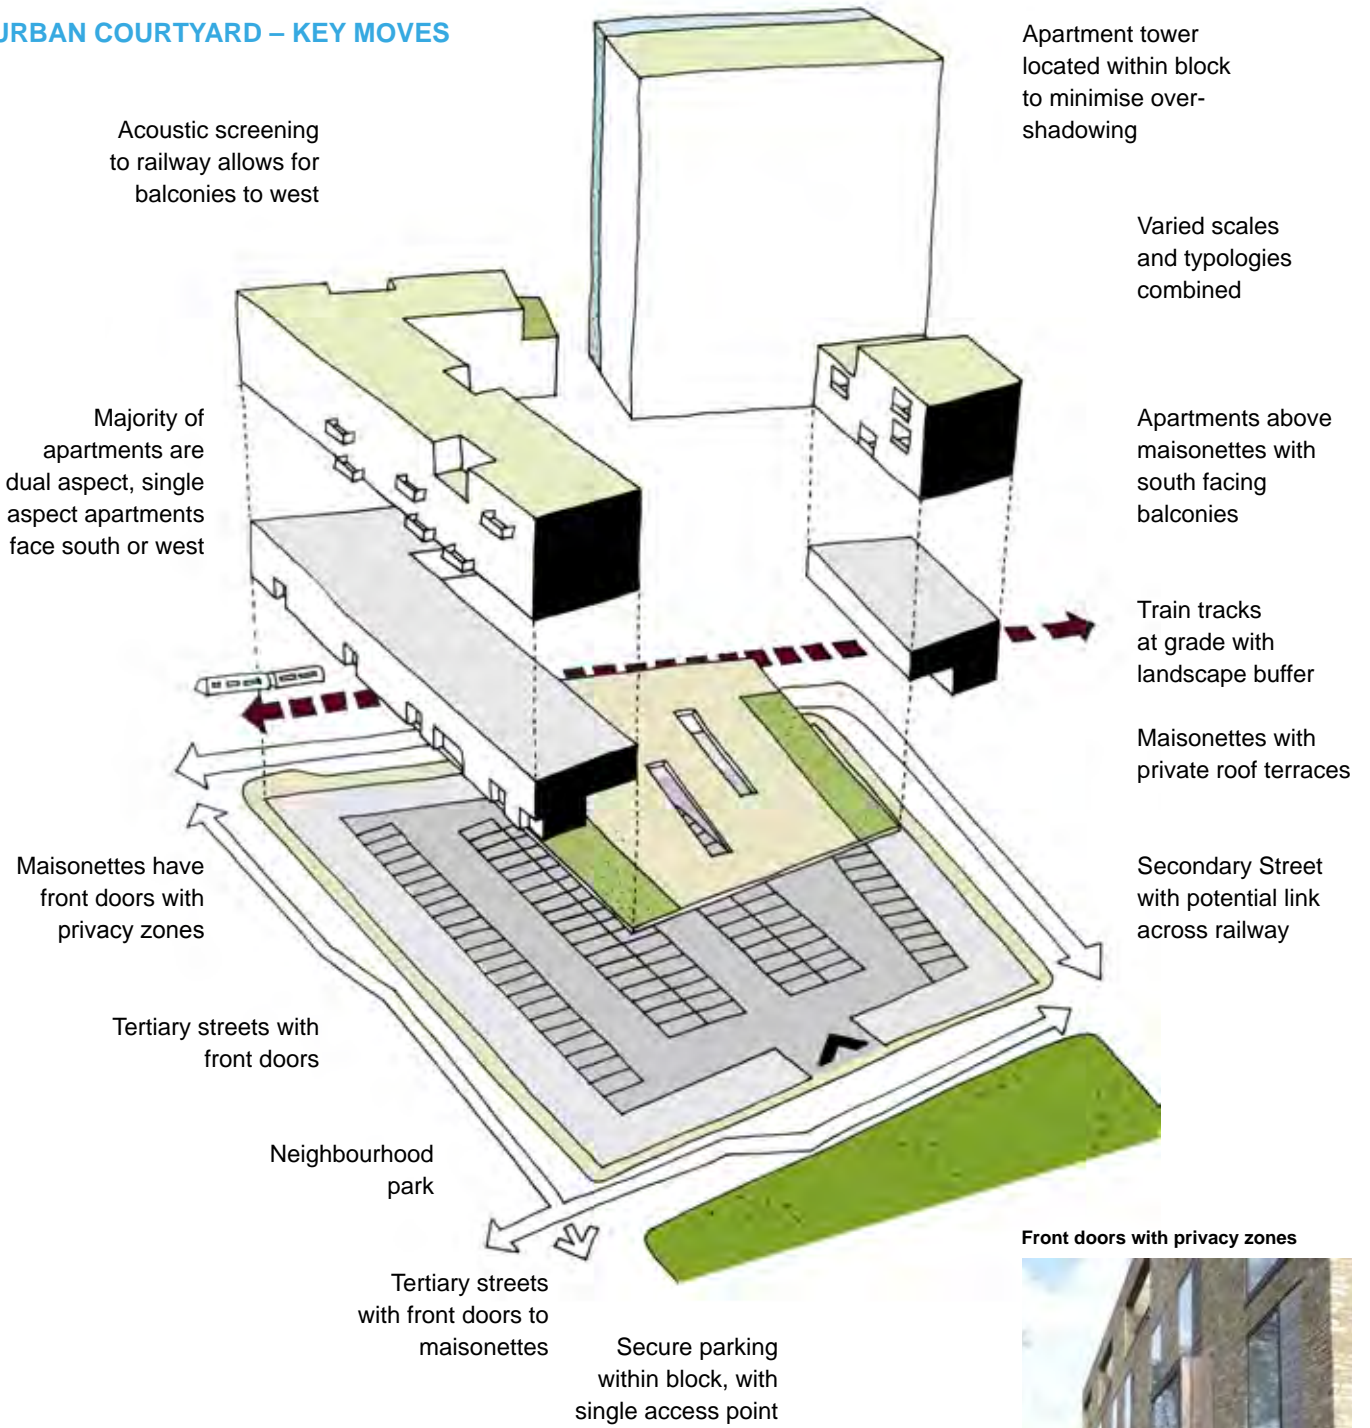 URBAN COURTYARD – KEY MOVES
Apartment tower
located within block
to minimise over-
shadowing
Acoustic screening
to railway allows for
balconies to west
Varied scales
and typologies
combined
Majority of
apartments are
dual aspect, single
aspect apartments
face south or west
Apartments above
maisonettes with
south facing
balconies
Train tracks
at grade with
landscape buffer
Maisonettes with
private roof terraces
Maisonettes have
front doors with
privacy zones
Secondary Street
with potential link
across railway
Tertiary streets with
front doors
Neighbourhood
park
Front doors with privacy zones
Tertiary streets
with front doors to
maisonettes
Secure parking
within block, with
single access point